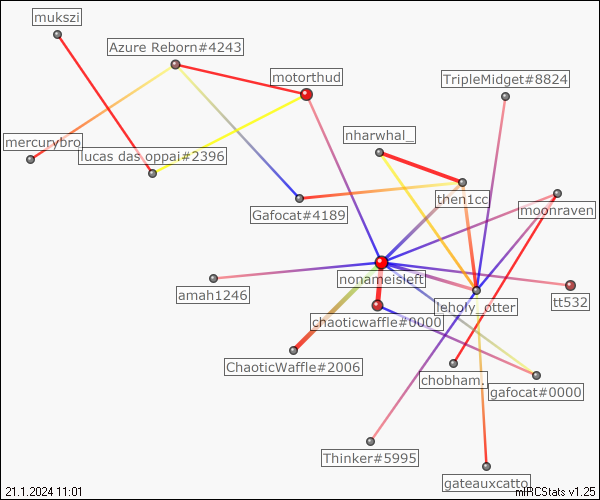 mukszi
Azure Reborn#4243
motorthud
TripleMidget#8824
mercurybro
lucas das oppai#2396
nharwhal_
then1cc
Gafocat#4189
moonraven
nonameisleft
amah1246
leholy_otter
tt532
chaoticwaffle#0000
ChaoticWaffle#2006
chobham.
gafocat#0000
Thinker#5995
gateauxcatto
21.1.2024 11:01
mIRCStats v1.25